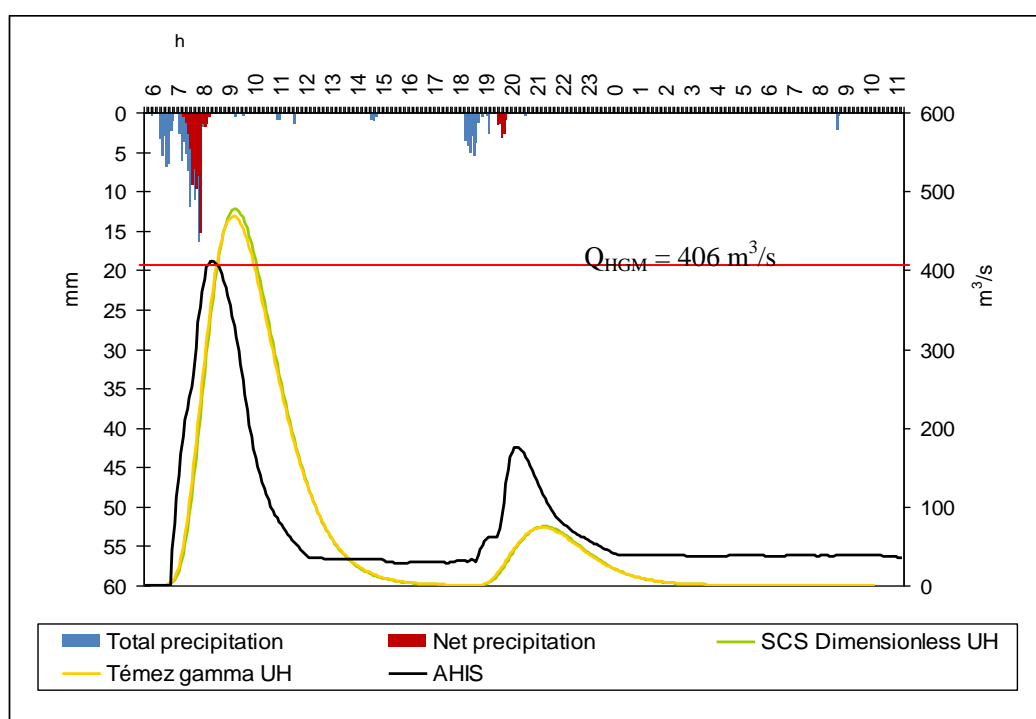 h
6 7 8 9 10 11 12 13 14 15 16 17 18 19 20 21 22 23 0 1 2 3 4 5 6 7 8 9 10 11
0 600
5
10 500
15
20 400
25
30 300
35
40 200
45
50 100
55
60 0
mm
m³/s
Q_HGM = 406 m³/s
Total precipitation Net precipitation SCS Dimensionless UH
Témez gamma UH AHIS